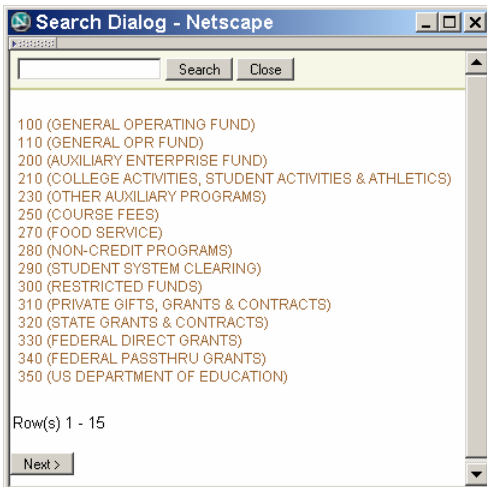 Search Dialog - Netscape
Search Close
100 (GENERAL OPERATING FUND)
110 (GENERAL OPR FUND)
200 (AUXILIARY ENTERPRISE FUND)
210 (COLLEGE ACTIVITIES, STUDENT ACTIVITIES & ATHLETICS)
230 (OTHER AUXILIARY PROGRAMS)
250 (COURSE FEES)
270 (FOOD SERVICE)
280 (NON-CREDIT PROGRAMS)
290 (STUDENT SYSTEM CLEARING)
300 (RESTRICTED FUNDS)
310 (PRIVATE GIFTS, GRANTS & CONTRACTS)
320 (STATE GRANTS & CONTRACTS)
330 (FEDERAL DIRECT GRANTS)
340 (FEDERAL PASSTHRU GRANTS)
350 (US DEPARTMENT OF EDUCATION)
Row(s) 1 - 15
Next >